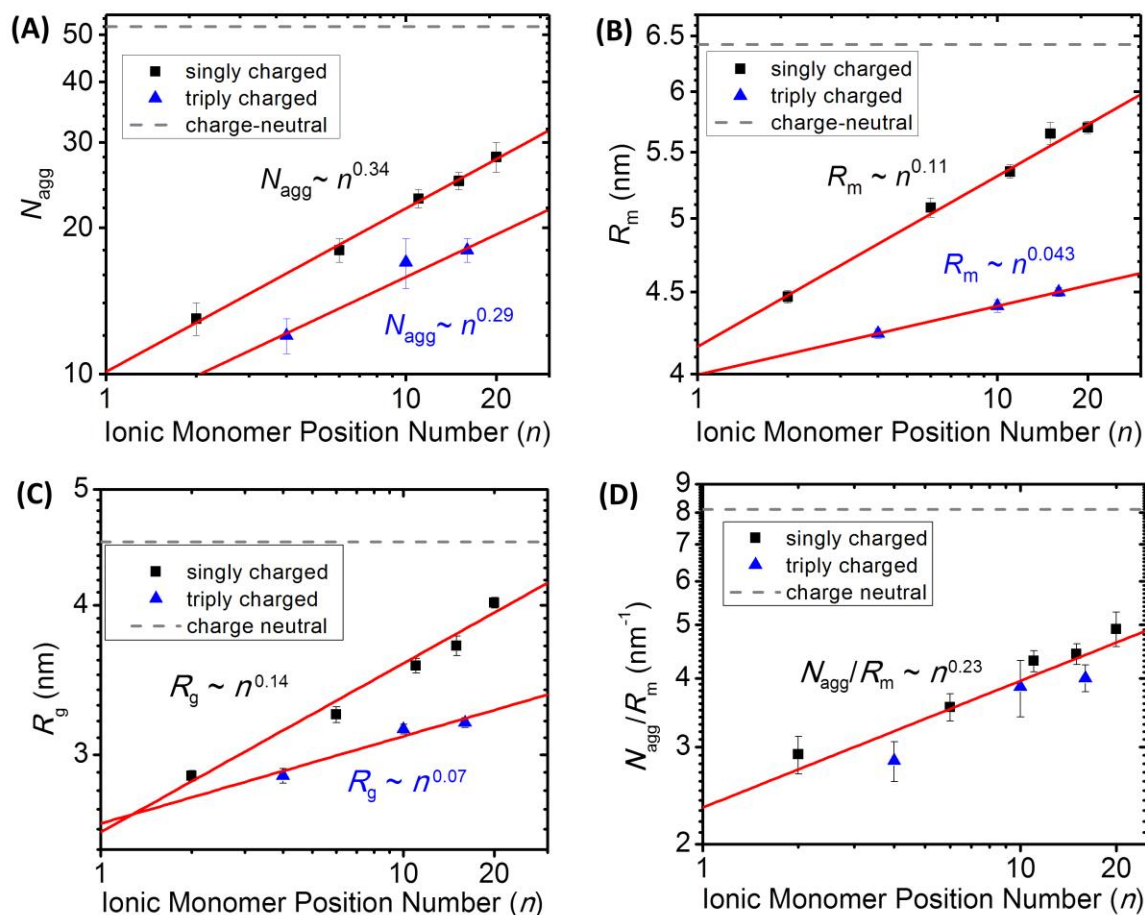 (A)
50
singly charged
triply charged
charge-neutral
30
N_agg ~ n^0.34
N_agg
20
N_agg ~ n^0.29
10
1
10
20
Ionic Monomer Position Number (n)
(B)
6.5
singly charged
triply charged
charge-neutral
6
5.5
R_m ~ n^0.11
R_m (nm)
5
R_m ~ n^0.043
4.5
4
1
10
20
Ionic Monomer Position Number (n)
(C)
5
singly charged
triply charged
charge neutral
4
R_g ~ n^0.14
R_g (nm)
3
R_g ~ n^0.07
1
10
20
Ionic Monomer Position Number (n)
(D)
9
8
singly charged
triply charged
charge neutral
7
6
5
N_agg/R_m ~ n^0.23
4
N_agg/R_m (nm^-1)
3
2
1
10
20
Ionic Monomer Position Number (n)